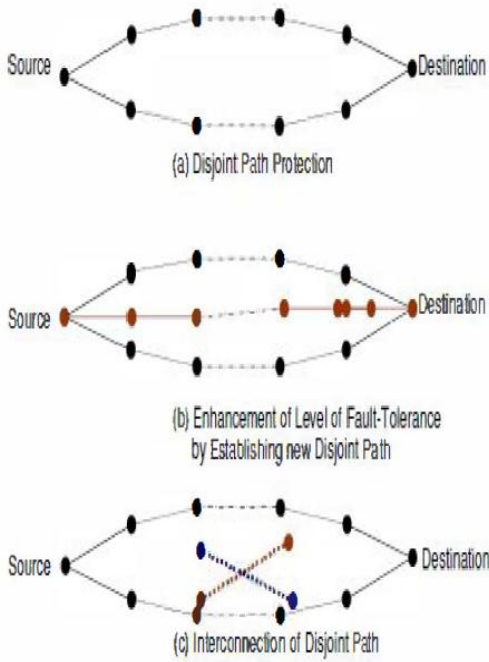 Source
Destination
(a) Disjoint Path Protection
Source
Destination
(b) Enhancement of Level of Fault-Tolerance
by Establishing new Disjoint Path
Source
Destination
(c) Interconnection of Disjoint Path